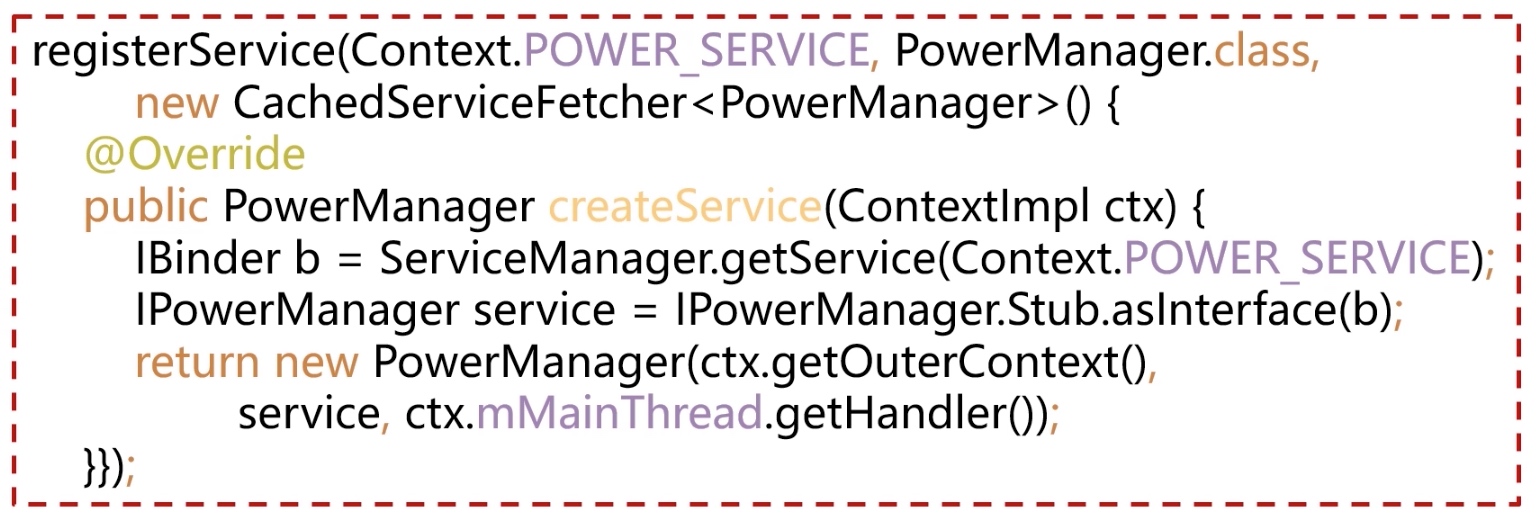 registerService(Context.POWER_SERVICE, PowerManager.class,
new CachedServiceFetcher<PowerManager>() {
@Override
public PowerManager createService(ContextImpl ctx) {
IBinder b = ServiceManager.getService(Context.POWER_SERVICE);
IPowerManager service = IPowerManager.Stub.asInterface(b);
return new PowerManager(ctx.getOuterContext(),
service, ctx.mMainThread.getHandler());
}});